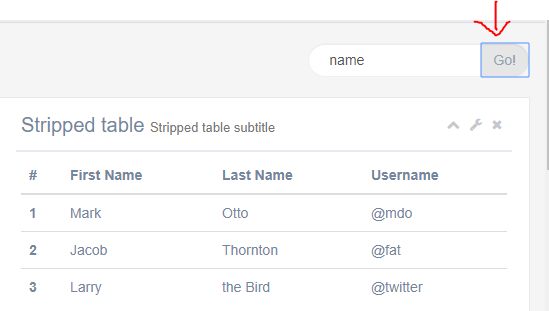 name Go!
Stripped table Stripped table subtitle
# First Name Last Name Username
1 Mark Otto @mdo
2 Jacob Thornton @fat
3 Larry the Bird @twitter